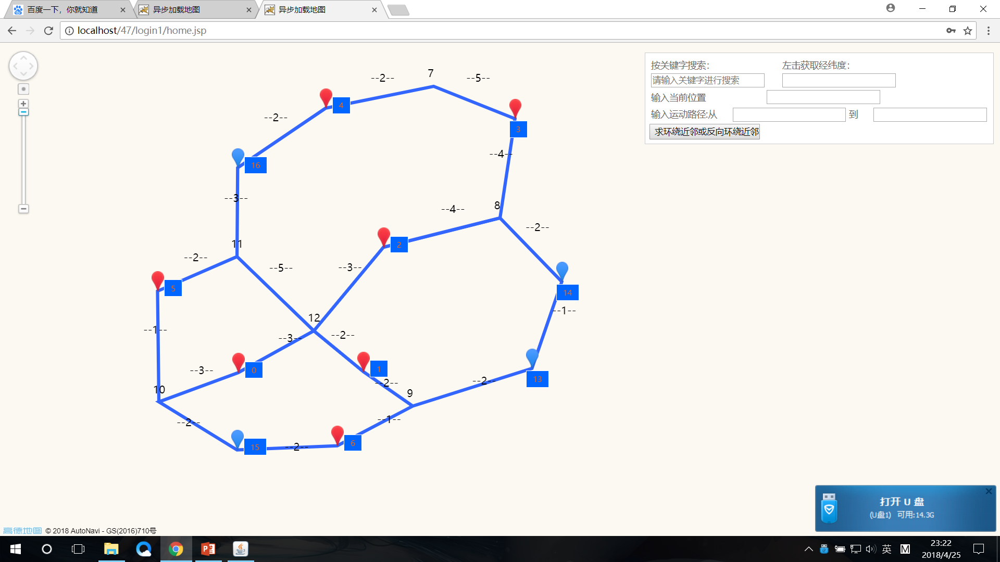 百度一下，你就知道
异步加载地图
异步加载地图
localhost/47/login1/home.jsp
按关键字搜索:
左击获取经纬度:
请输入关键字进行搜索
输入当前位置
输入运动路径:从
到
求环绕近邻或反向环绕近邻
7
--2--
--5--
4
--2--
3
--4--
16
--3--
8
--4--
--2--
11
2
--2--
--5--
--3--
5
14
--1--
12
--1--
--3--
--2--
--3--
0
1
--2--
--2--
13
10
9
--2--
--1--
15
--2--
6
打开 U 盘
(U盘1) 可用:14.3G
高德地图 © 2018 AutoNavi - GS(2016)710号
英
M
23:22
2018/4/25